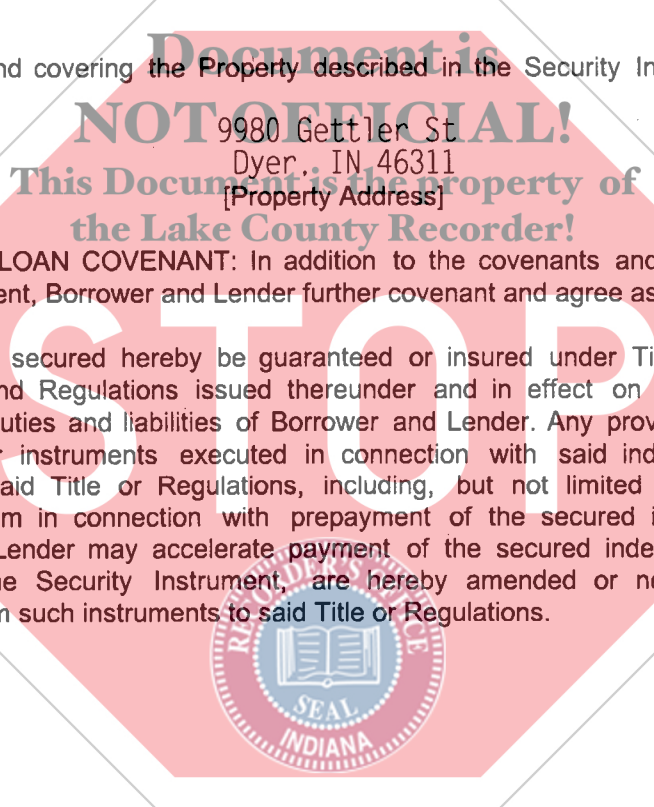 Document is
nd covering the Property described in the Security In
NOT OFFICIAL!
9980 Gettler St
Dyer, IN 46311
This Document is the property of
[Property Address]
the Lake County Recorder!
LOAN COVENANT: In addition to the covenants and
ent, Borrower and Lender further covenant and agree as
STOP
secured hereby be guaranteed or insured under Ti
nd Regulations issued thereunder and in effect on
uties and liabilities of Borrower and Lender. Any prov
r instruments executed in connection with said ind
aid Title or Regulations, including, but not limited
m in connection with prepayment of the secured i
Lender may accelerate payment of the secured inde
ne Security Instrument, are hereby amended or ne
n such instruments to said Title or Regulations.
RECORDER'S OFFICE
SEAL
INDIANA